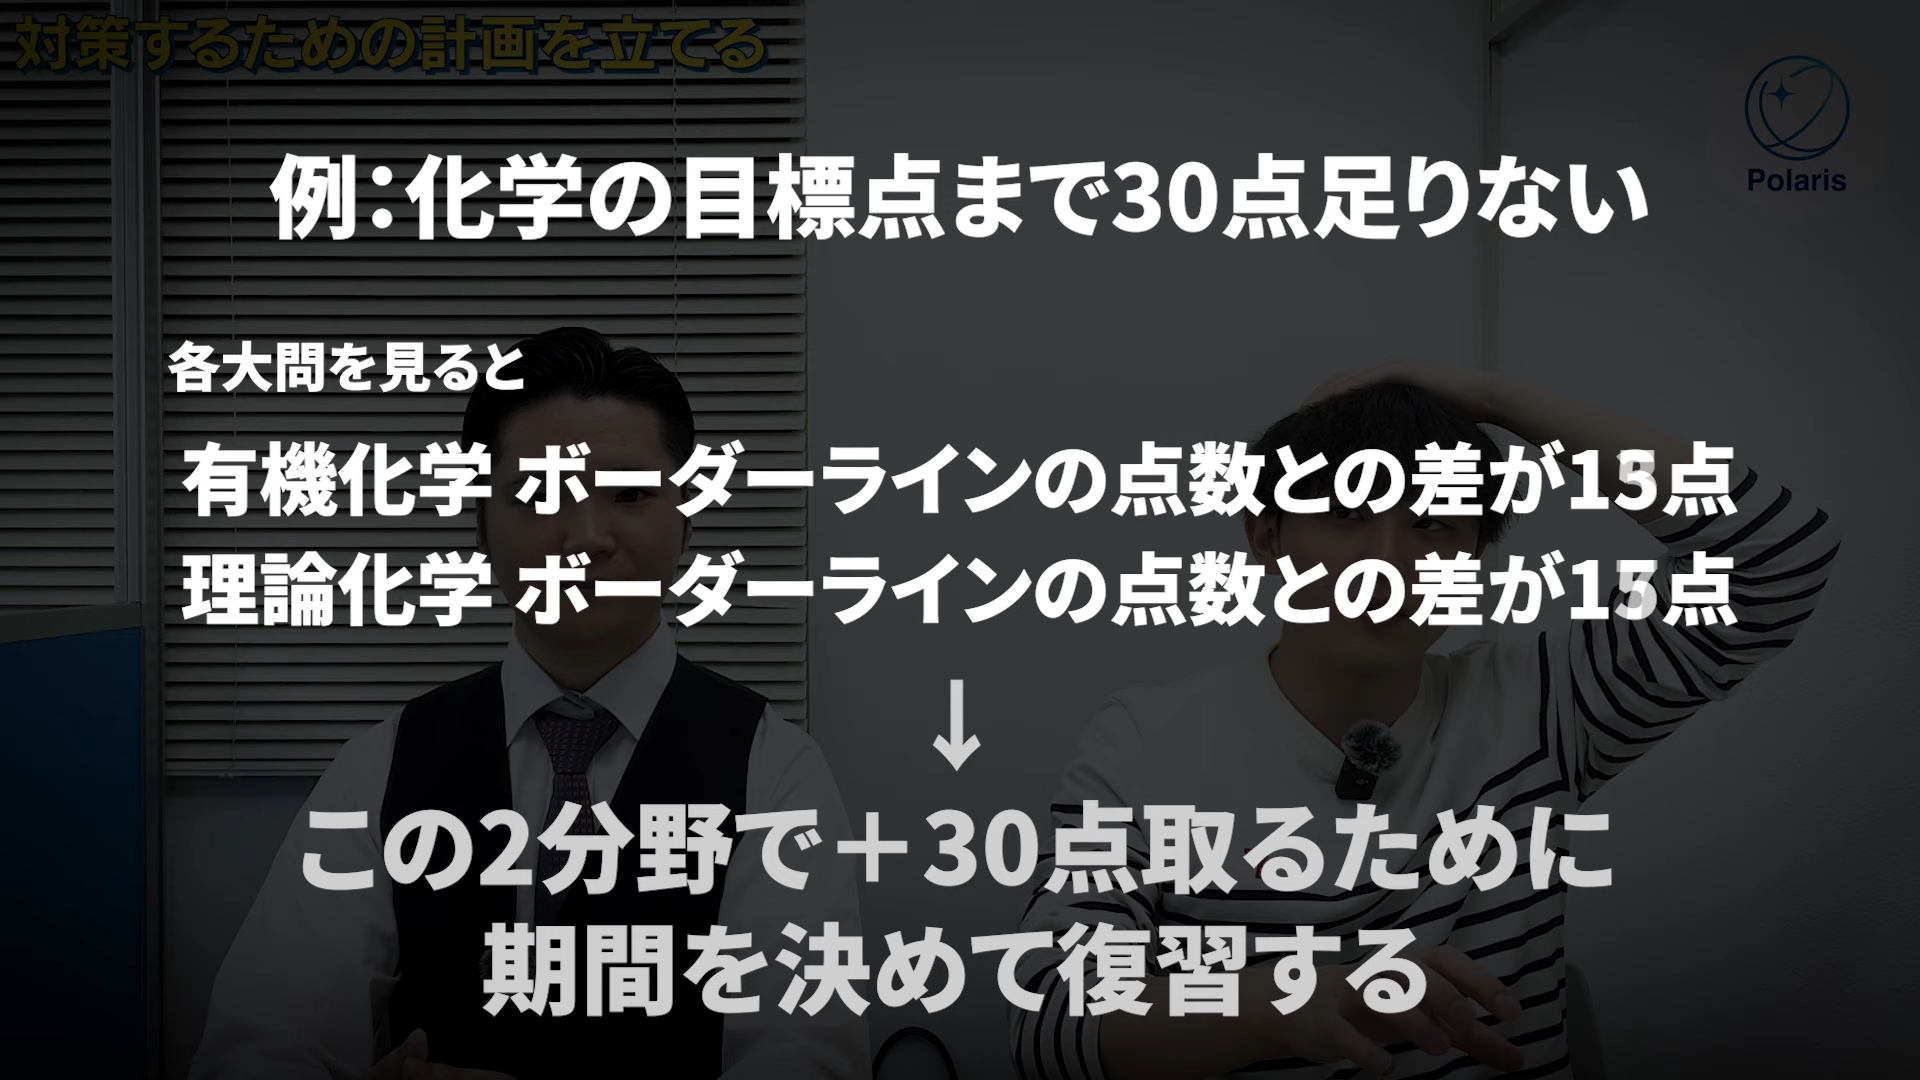 対策するための計画を立てる
Polaris
例：化学の目標点まで30点足りない
各大問を見ると
有機化学 ボーダーラインの点数との差が15点
理論化学 ボーダーラインの点数との差が15点
↓
この2分野で＋30点取るために
期間を決めて復習する